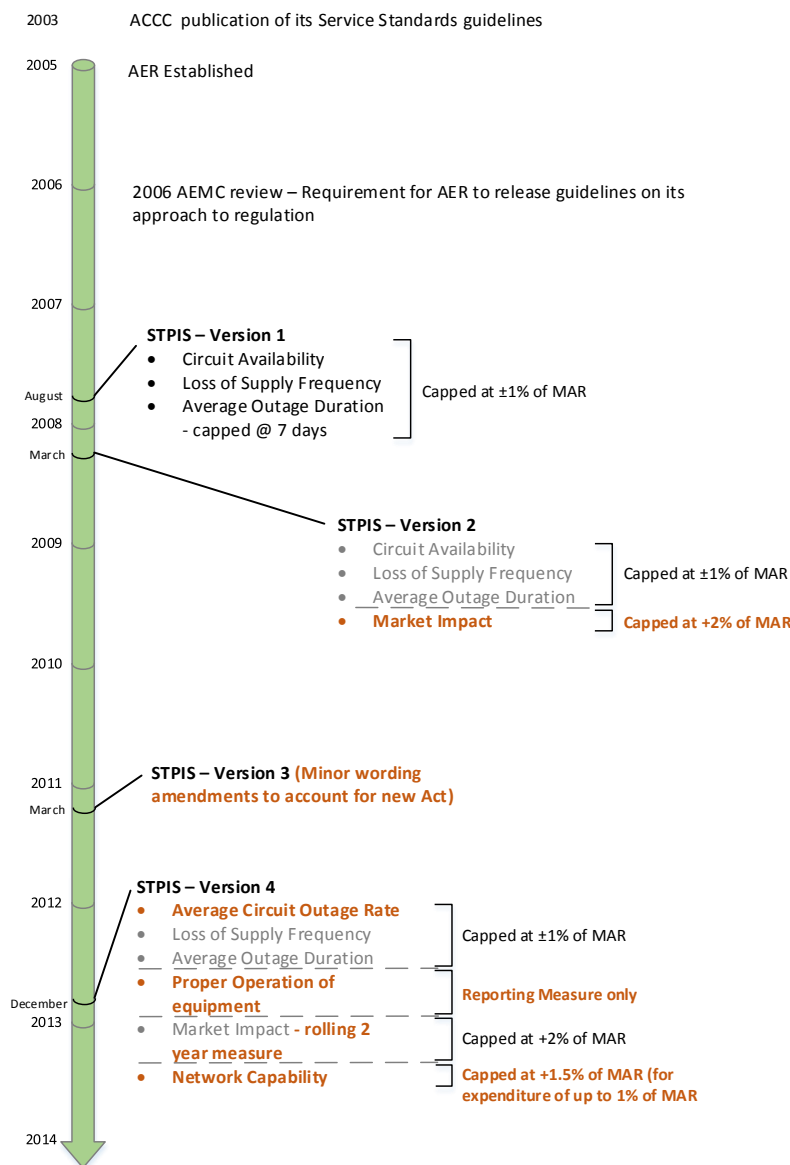 2003 ACCC publication of its Service Standards guidelines
2005 AER Established
2006 2006 AEMC review – Requirement for AER to release guidelines on its
approach to regulation
2007
STPIS – Version 1
• Circuit Availability
• Loss of Supply Frequency
• Average Outage Duration
- capped @ 7 days
Capped at ±1% of MAR
August
2008
March
STPIS – Version 2
2009
• Circuit Availability
• Loss of Supply Frequency
• Average Outage Duration
Capped at ±1% of MAR
• Market Impact
Capped at +2% of MAR
2010
2011
STPIS – Version 3 (Minor wording
amendments to account for new Act)
March
STPIS – Version 4
2012
• Average Circuit Outage Rate
• Loss of Supply Frequency
• Average Outage Duration
Capped at ±1% of MAR
• Proper Operation of
equipment
Reporting Measure only
December
2013
• Market Impact - rolling 2
year measure
Capped at +2% of MAR
• Network Capability
Capped at +1.5% of MAR (for
expenditure of up to 1% of MAR
2014